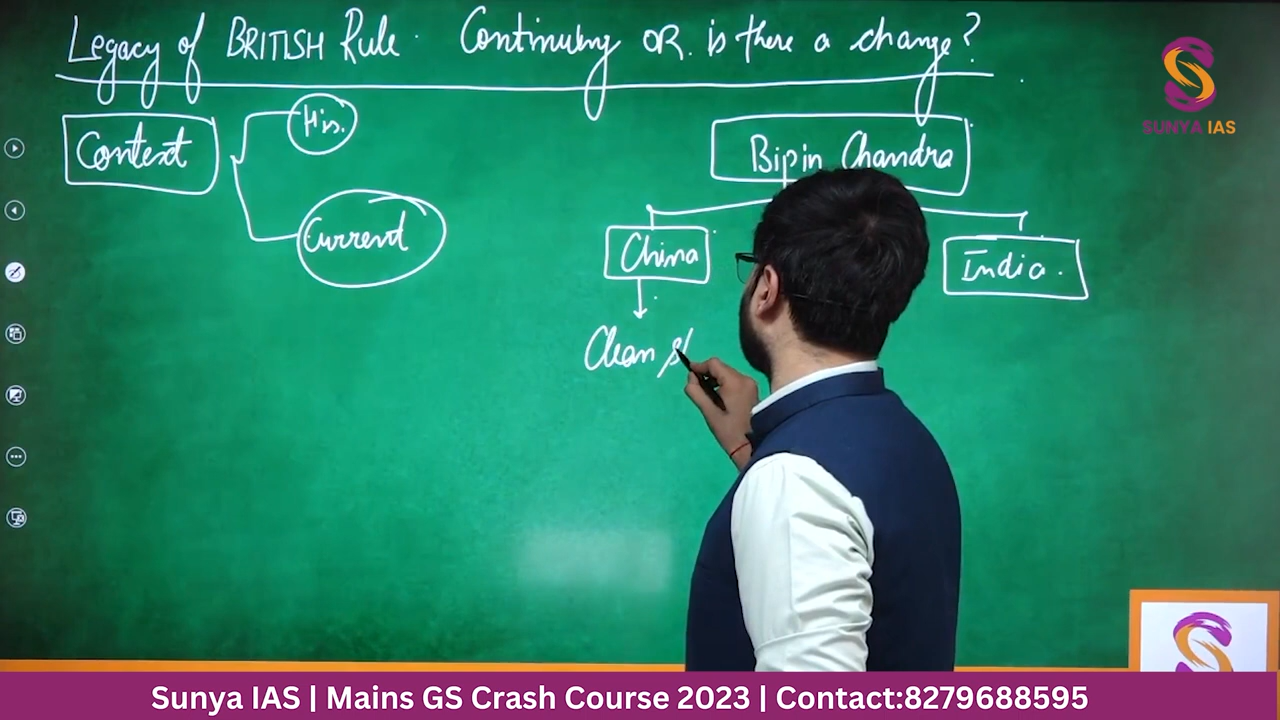 Legacy of BRITISH Rule. Continuing OR is there a change?
SUNYA IAS
Context
His.
Current
Bipin Chandra
China
India.
Clean
Sunya IAS | Mains GS Crash Course 2023 | Contact:8279688595